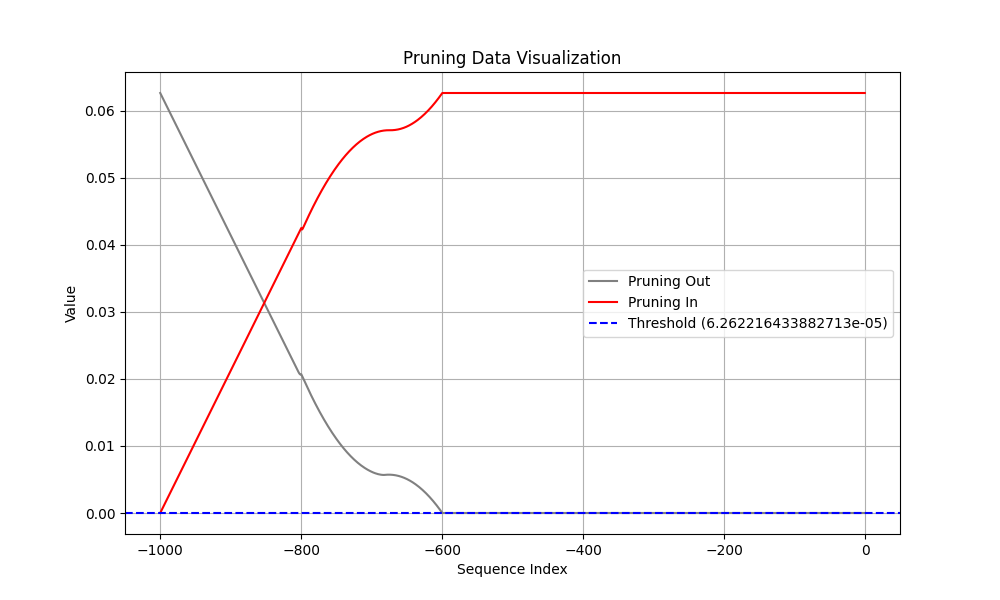 Pruning Data Visualization
Value
0.06
0.05
0.04
0.03
0.02
0.01
0.00
Pruning Out
Pruning In
Threshold (6.262216433882713e-05)
−1000 −800 −600 −400 −200 0
Sequence Index